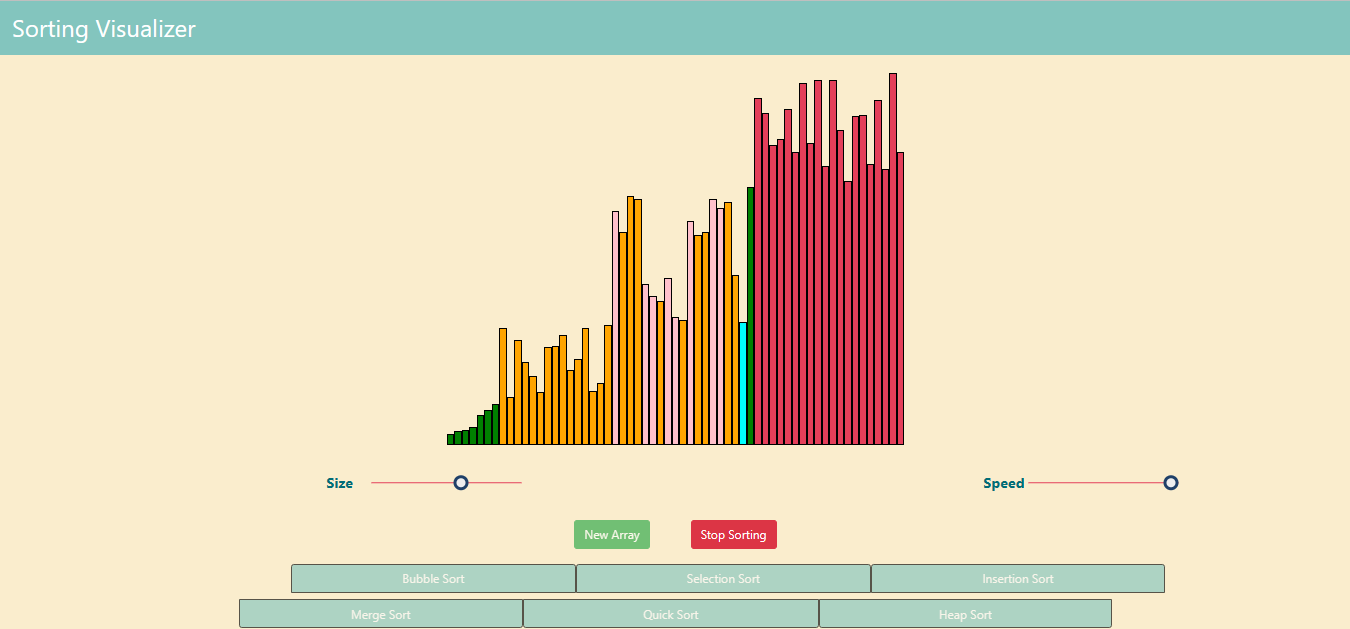 Sorting Visualizer
Size Speed
New Array Stop Sorting
Bubble Sort Selection Sort Insertion Sort
Merge Sort Quick Sort Heap Sort